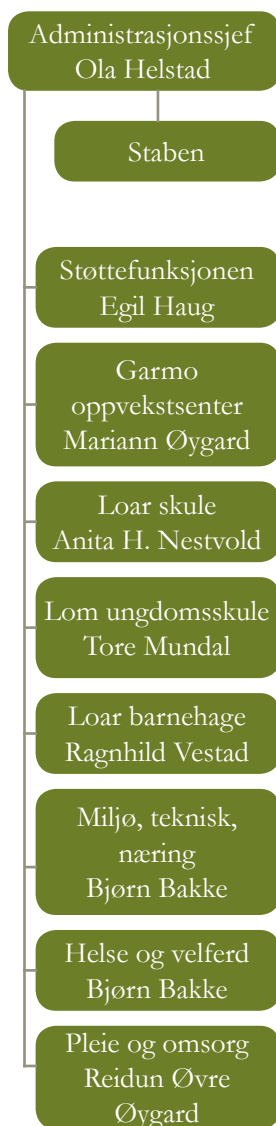 Administrasjonssjef
Ola Helstad
Staben
Støttefunksjonen
Egil Haug
Garmo
oppvekstsenter
Mariann Øygard
Loar skule
Anita H. Nestvold
Lom ungdomsskule
Tore Mundal
Loar barnehage
Ragnhild Vestad
Miljø, teknisk,
næring
Bjørn Bakke
Helse og velferd
Bjørn Bakke
Pleie og omsorg
Reidun Øvre
Øygard